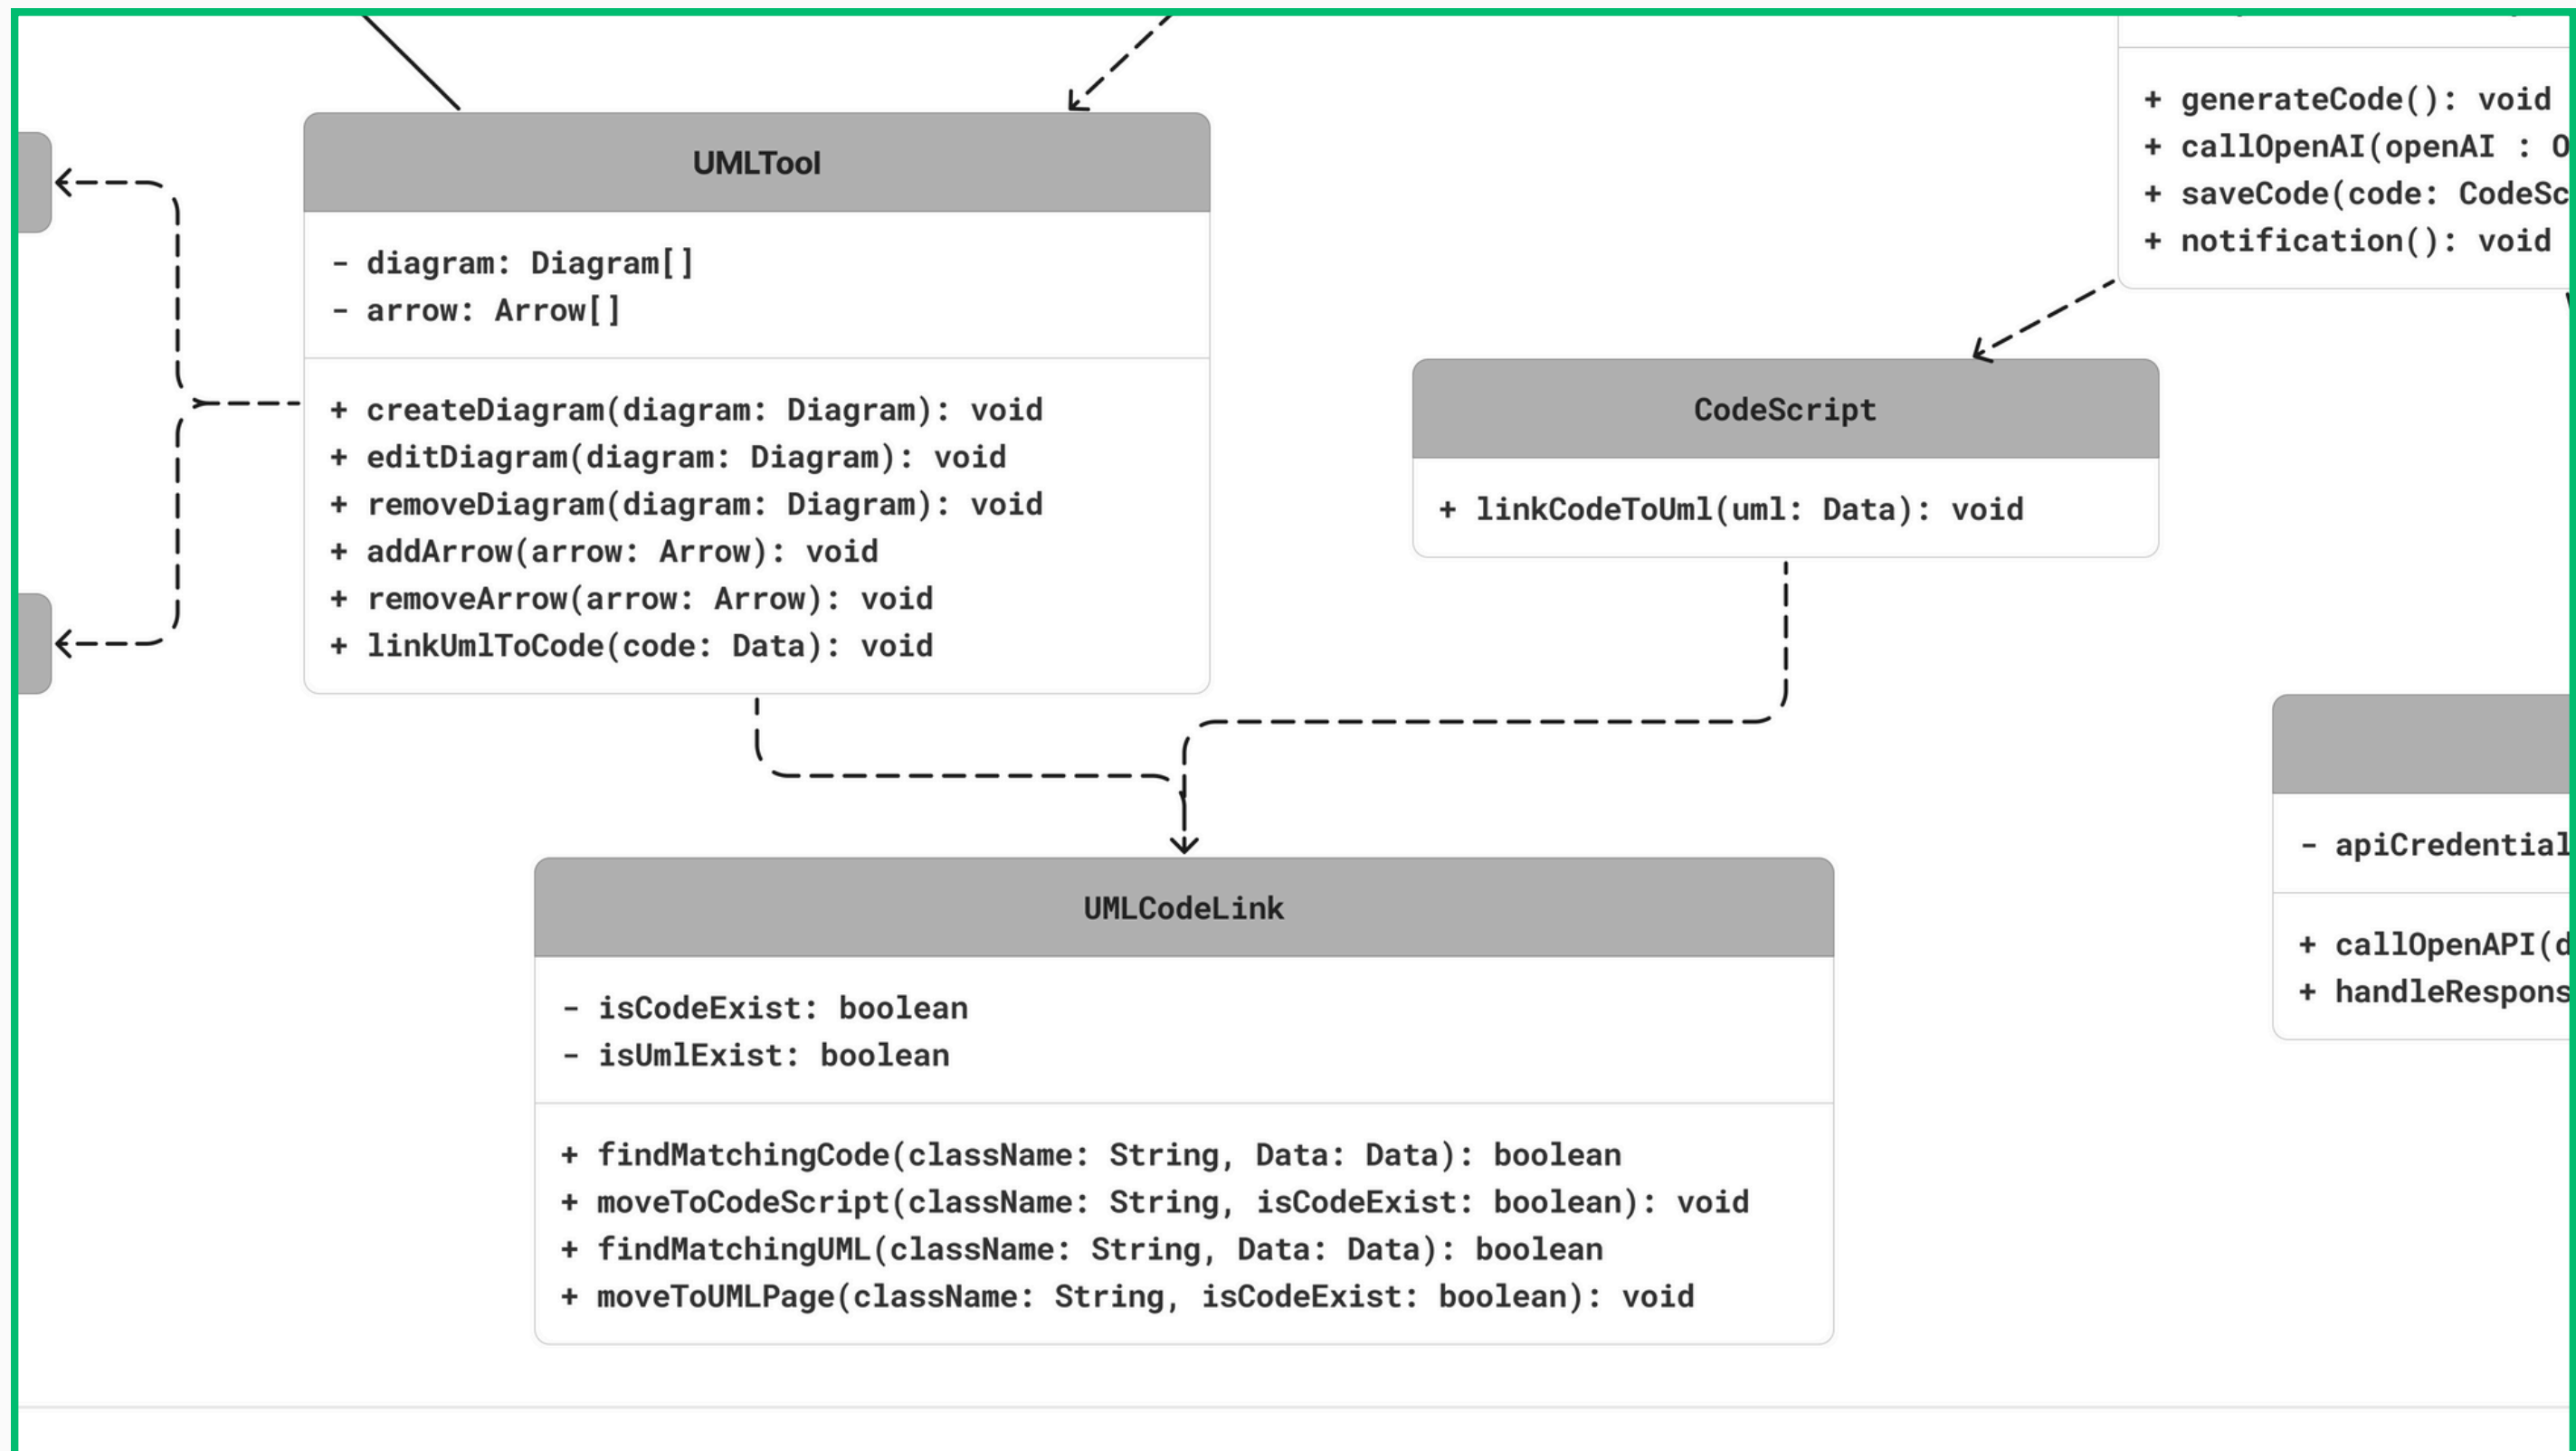 UMLTool
- diagram: Diagram[]
- arrow: Arrow[]
+ createDiagram(diagram: Diagram): void
+ editDiagram(diagram: Diagram): void
+ removeDiagram(diagram: Diagram): void
+ addArrow(arrow: Arrow): void
+ removeArrow(arrow: Arrow): void
+ linkUmlToCode(code: Data): void
+ generateCode(): void
+ callOpenAI(openAI :
+ saveCode(code:
+ notification(): void
CodeScript
+ linkCodeToUml(uml: Data): void
UMLCodeLink
- isCodeExist: boolean
- isUmlExist: boolean
+ findMatchingCode(className: String, Data: Data): boolean
+ moveToCodeScript(className: String, isCodeExist: boolean): void
+ findMatchingUML(className: String, Data: Data): boolean
+ moveToUMLPage(className: String, isCodeExist: boolean): void
- apiCredential
+ callOpenAPI(
+ handleRespons